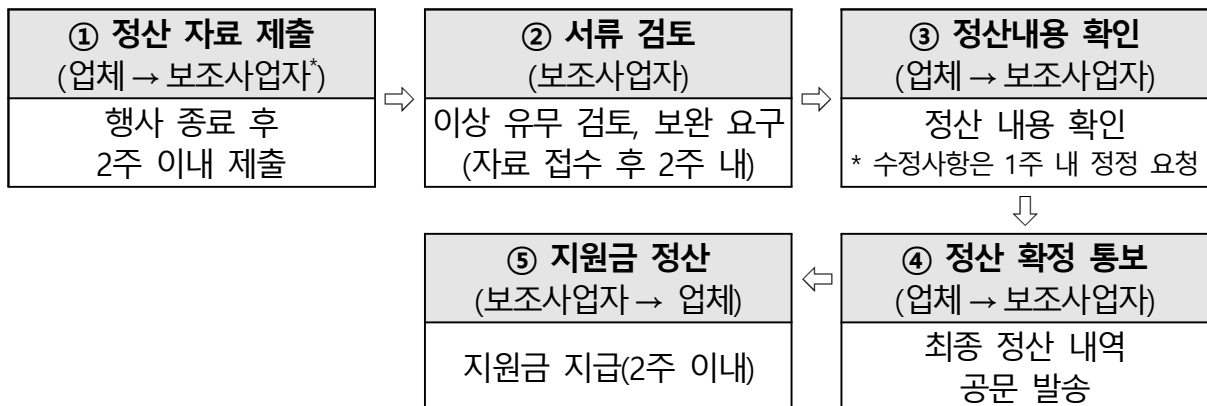 ① 정산 자료 제출
(업체 → 보조사업자*)
행사 종료 후
2주 이내 제출
② 서류 검토
(보조사업자)
이상 유무 검토, 보완 요구
(자료 접수 후 2주 내)
③ 정산내용 확인
(업체 → 보조사업자)
정산 내용 확인
* 수정사항은 1주 내 정정 요청
④ 정산 확정 통보
(업체 → 보조사업자)
최종 정산 내역
공문 발송
⑤ 지원금 정산
(보조사업자 → 업체)
지원금 지급(2주 이내)